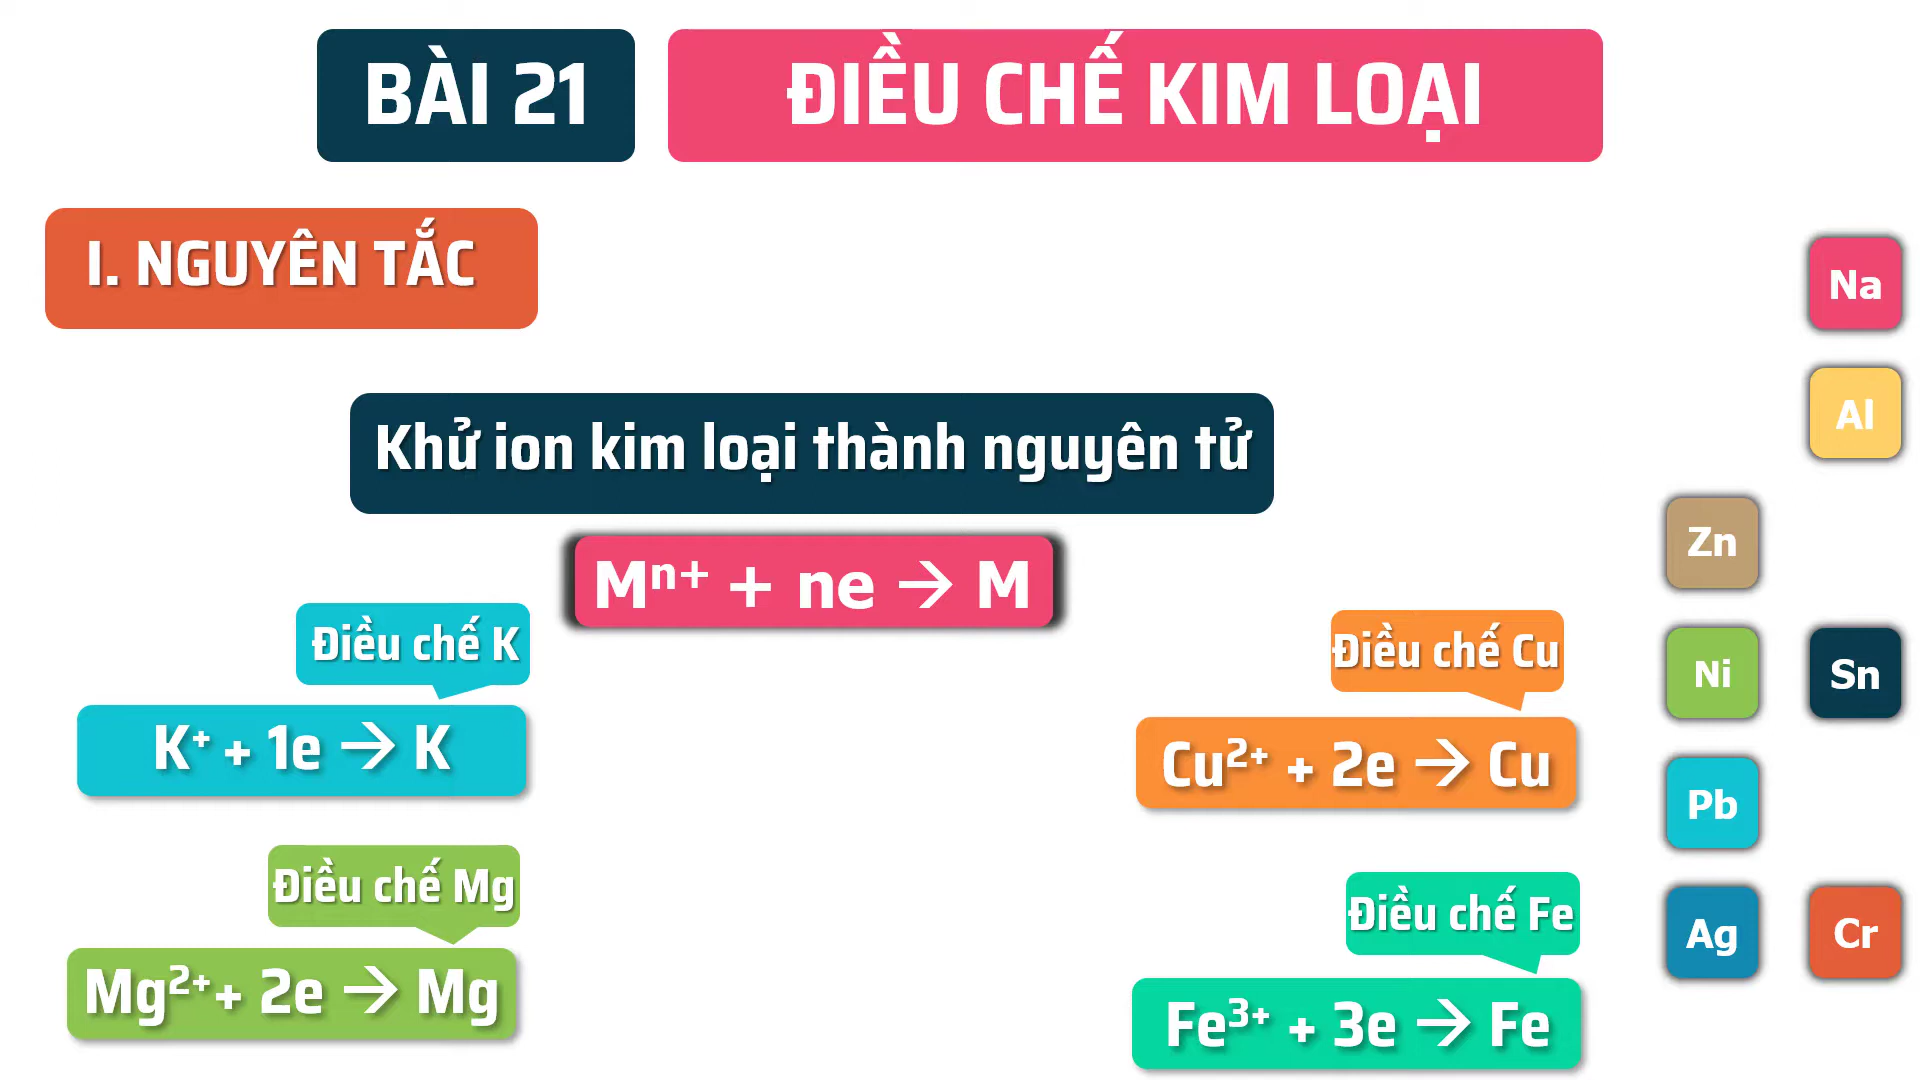 BÀI 21
ĐIỀU CHẾ KIM LOẠI
I. NGUYÊN TẮC
Khử ion kim loại thành nguyên tử
Mⁿ⁺ + ne → M
Điều chế K
K⁺ + 1e → K
Điều chế Mg
Mg²⁺+ 2e → Mg
Điều chế Cu
Cu²⁺ + 2e → Cu
Điều chế Fe
Fe³⁺ + 3e → Fe
Na
Al
Zn
Ni Sn
Pb
Ag Cr